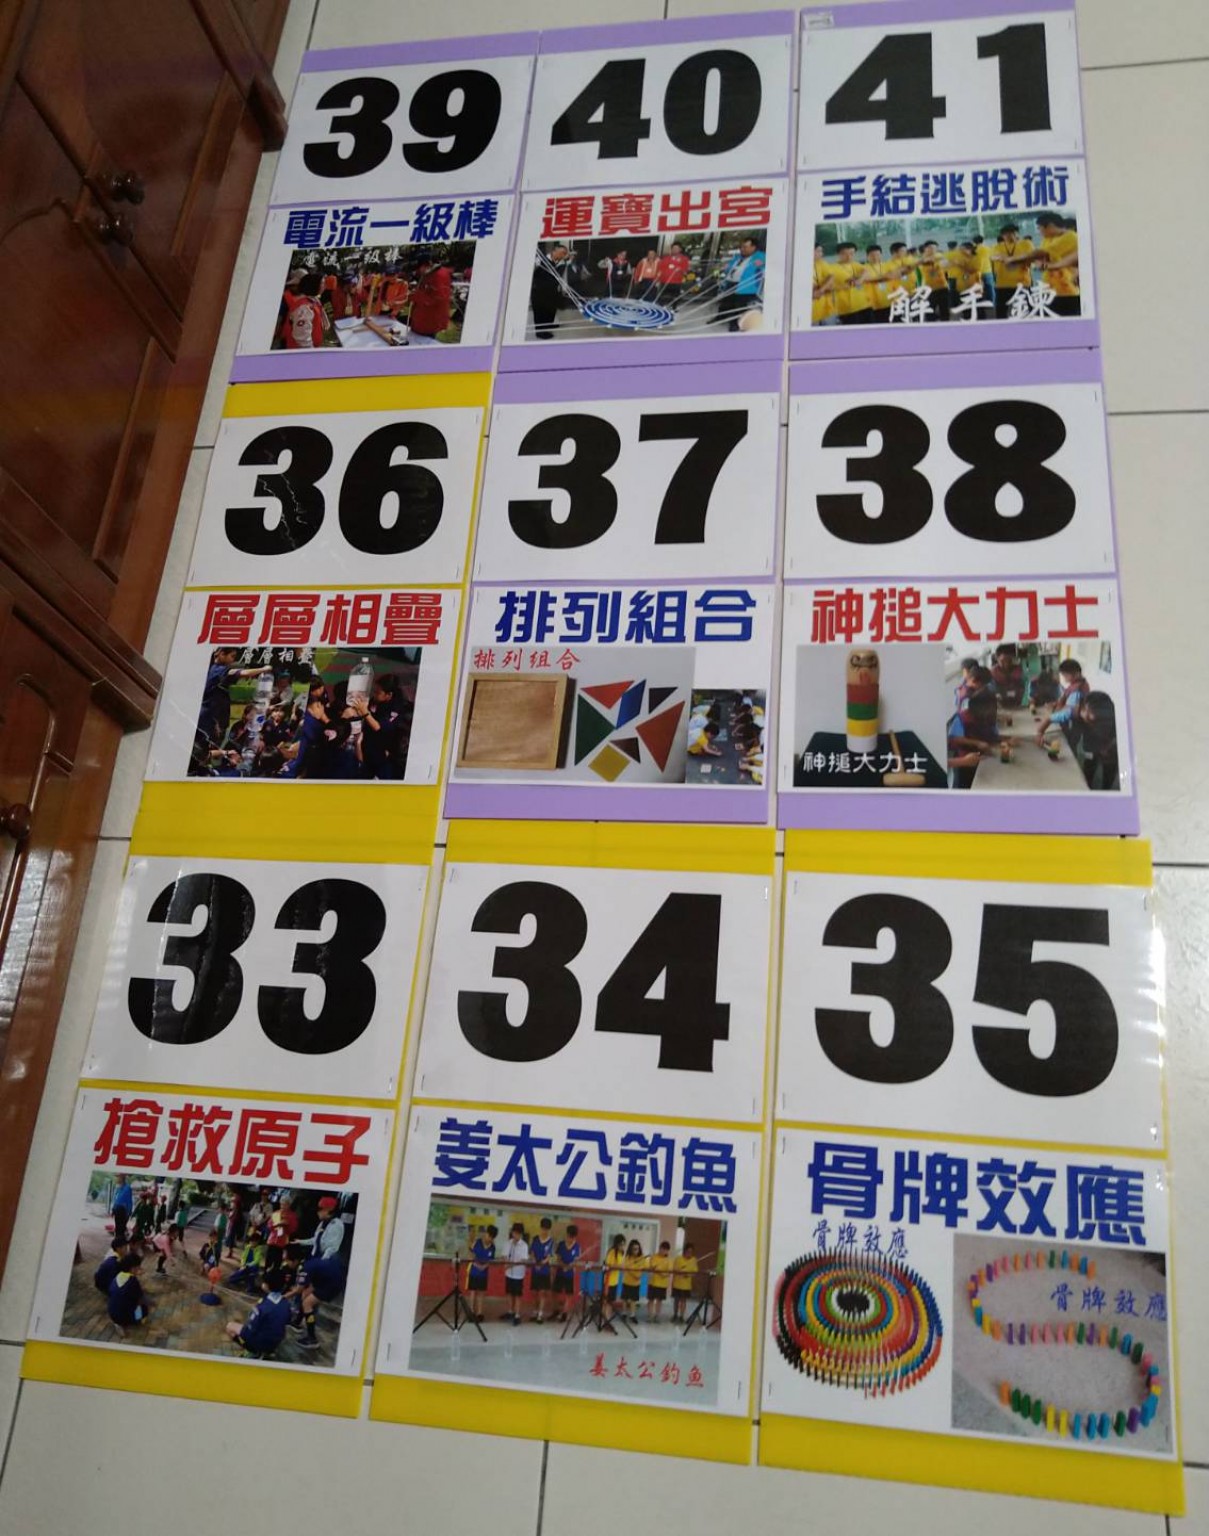 39
電流一級棒
電流一級棒
40
運寶出宮
41
手結逃脫術
解手鍊
36
層層相疊
層層相疊
37
排列組合
排列組合
38
神搥大力士
神搥大力士
33
搶救原子
34
姜太公釣魚
姜太公釣魚
35
骨牌效應
骨牌效應
骨牌效應